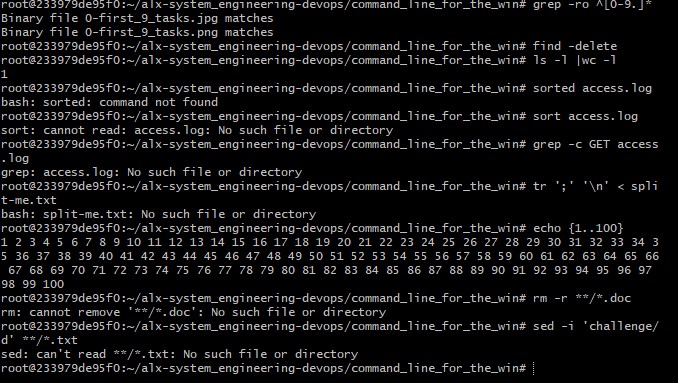 root@233979de95f0:~/alx-system_engineering-devops/command_line_for_the_win# grep -ro ^[0-9.]*
Binary file 0-first_9_tasks.jpg matches
Binary file 0-first_9_tasks.png matches
root@233979de95f0:~/alx-system_engineering-devops/command_line_for_the_win# find -delete
root@233979de95f0:~/alx-system_engineering-devops/command_line_for_the_win# ls -l |wc -l
1
root@233979de95f0:~/alx-system_engineering-devops/command_line_for_the_win# sorted access.log
bash: sorted: command not found
root@233979de95f0:~/alx-system_engineering-devops/command_line_for_the_win# sort access.log
sort: cannot read: access.log: No such file or directory
root@233979de95f0:~/alx-system_engineering-devops/command_line_for_the_win# grep -c GET access
.log
grep: access.log: No such file or directory
root@233979de95f0:~/alx-system_engineering-devops/command_line_for_the_win# tr ';' '\n' < spli
t-me.txt
bash: split-me.txt: No such file or directory
root@233979de95f0:~/alx-system_engineering-devops/command_line_for_the_win# echo {1..100}
1 2 3 4 5 6 7 8 9 10 11 12 13 14 15 16 17 18 19 20 21 22 23 24 25 26 27 28 29 30 31 32 33 34 3
5 36 37 38 39 40 41 42 43 44 45 46 47 48 49 50 51 52 53 54 55 56 57 58 59 60 61 62 63 64 65 66
 67 68 69 70 71 72 73 74 75 76 77 78 79 80 81 82 83 84 85 86 87 88 89 90 91 92 93 94 95 96 97
98 99 100
root@233979de95f0:~/alx-system_engineering-devops/command_line_for_the_win# rm -r **/*.doc
rm: cannot remove '**/*.doc': No such file or directory
root@233979de95f0:~/alx-system_engineering-devops/command_line_for_the_win# sed -i 'challenge/
d' **/*.txt
sed: can't read **/*.txt: No such file or directory
root@233979de95f0:~/alx-system_engineering-devops/command_line_for_the_win#